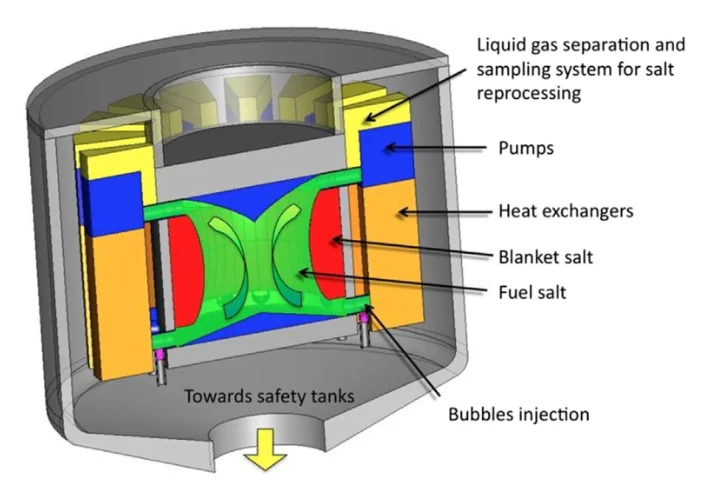 Liquid gas separation and
sampling system for salt
reprocessing
Pumps
Heat exchangers
Blanket salt
Fuel salt
Towards safety tanks
Bubbles injection